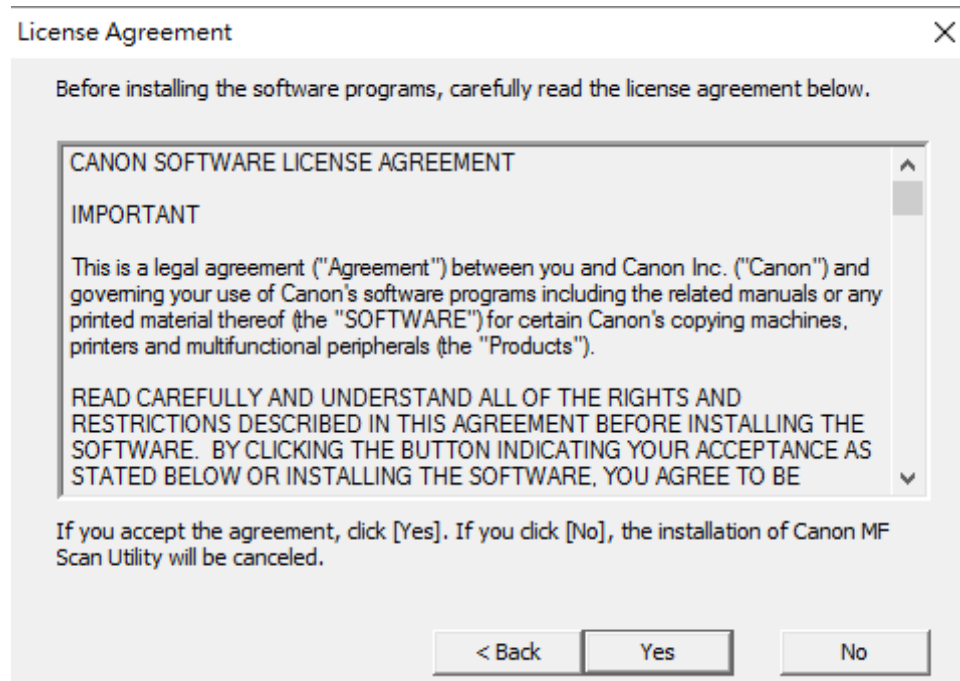 License Agreement
Before installing the software programs, carefully read the license agreement below.
CANON SOFTWARE LICENSE AGREEMENT
IMPORTANT
This is a legal agreement ("Agreement") between you and Canon Inc. ("Canon") and
governing your use of Canon's software programs including the related manuals or any
printed material thereof (the "SOFTWARE") for certain Canon's copying machines,
printers and multifunctional peripherals (the "Products").
READ CAREFULLY AND UNDERSTAND ALL OF THE RIGHTS AND
RESTRICTIONS DESCRIBED IN THIS AGREEMENT BEFORE INSTALLING THE
SOFTWARE.  BY CLICKING THE BUTTON INDICATING YOUR ACCEPTANCE AS
STATED BELOW OR INSTALLING THE SOFTWARE, YOU AGREE TO BE
If you accept the agreement, click [Yes]. If you click [No], the installation of Canon MF
Scan Utility will be canceled.
< Back Yes No